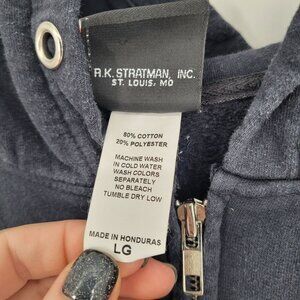 R.K. STRATMAN, INC.
ST. LOUIS, MO
80% COTTON
20% POLYESTER
MACHINE WASH
IN COLD WATER
WASH COLORS
SEPARATELY
NO BLEACH
TUMBLE DRY LOW
MADE IN HONDURAS
LG